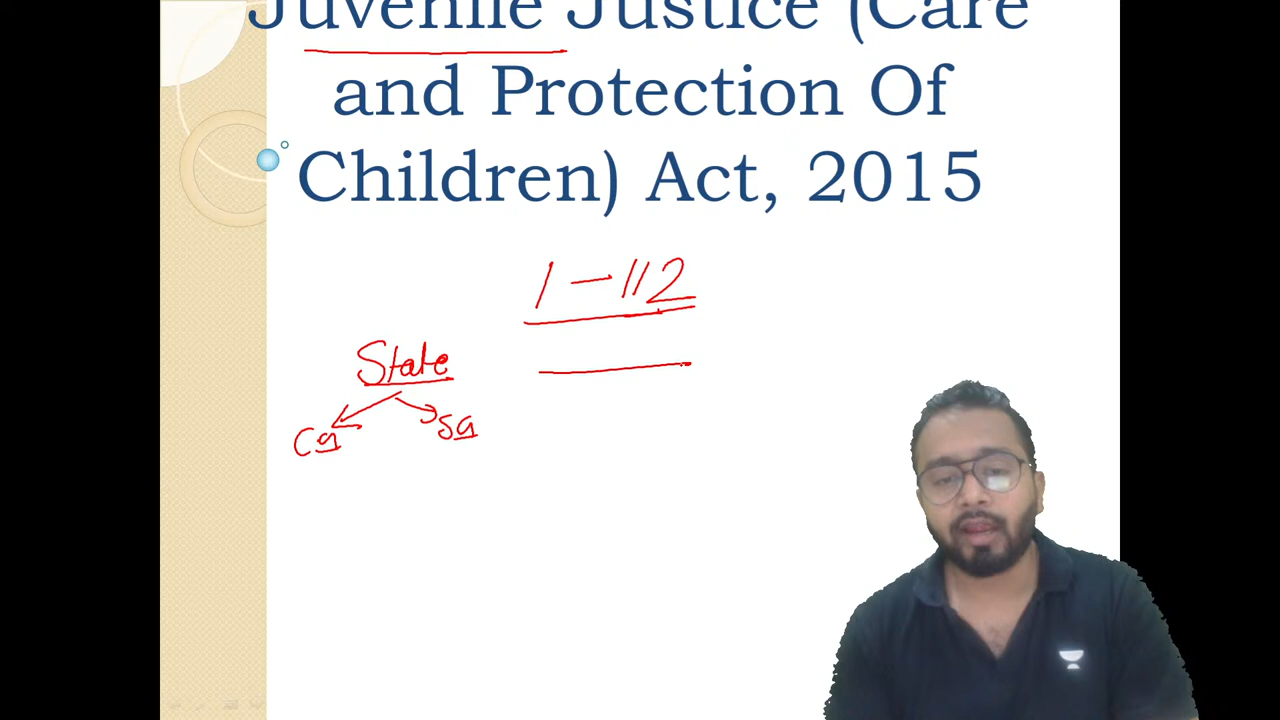 Juvenile Justice (Care
and Protection Of
Children) Act, 2015
1 - 112
State
CG SG